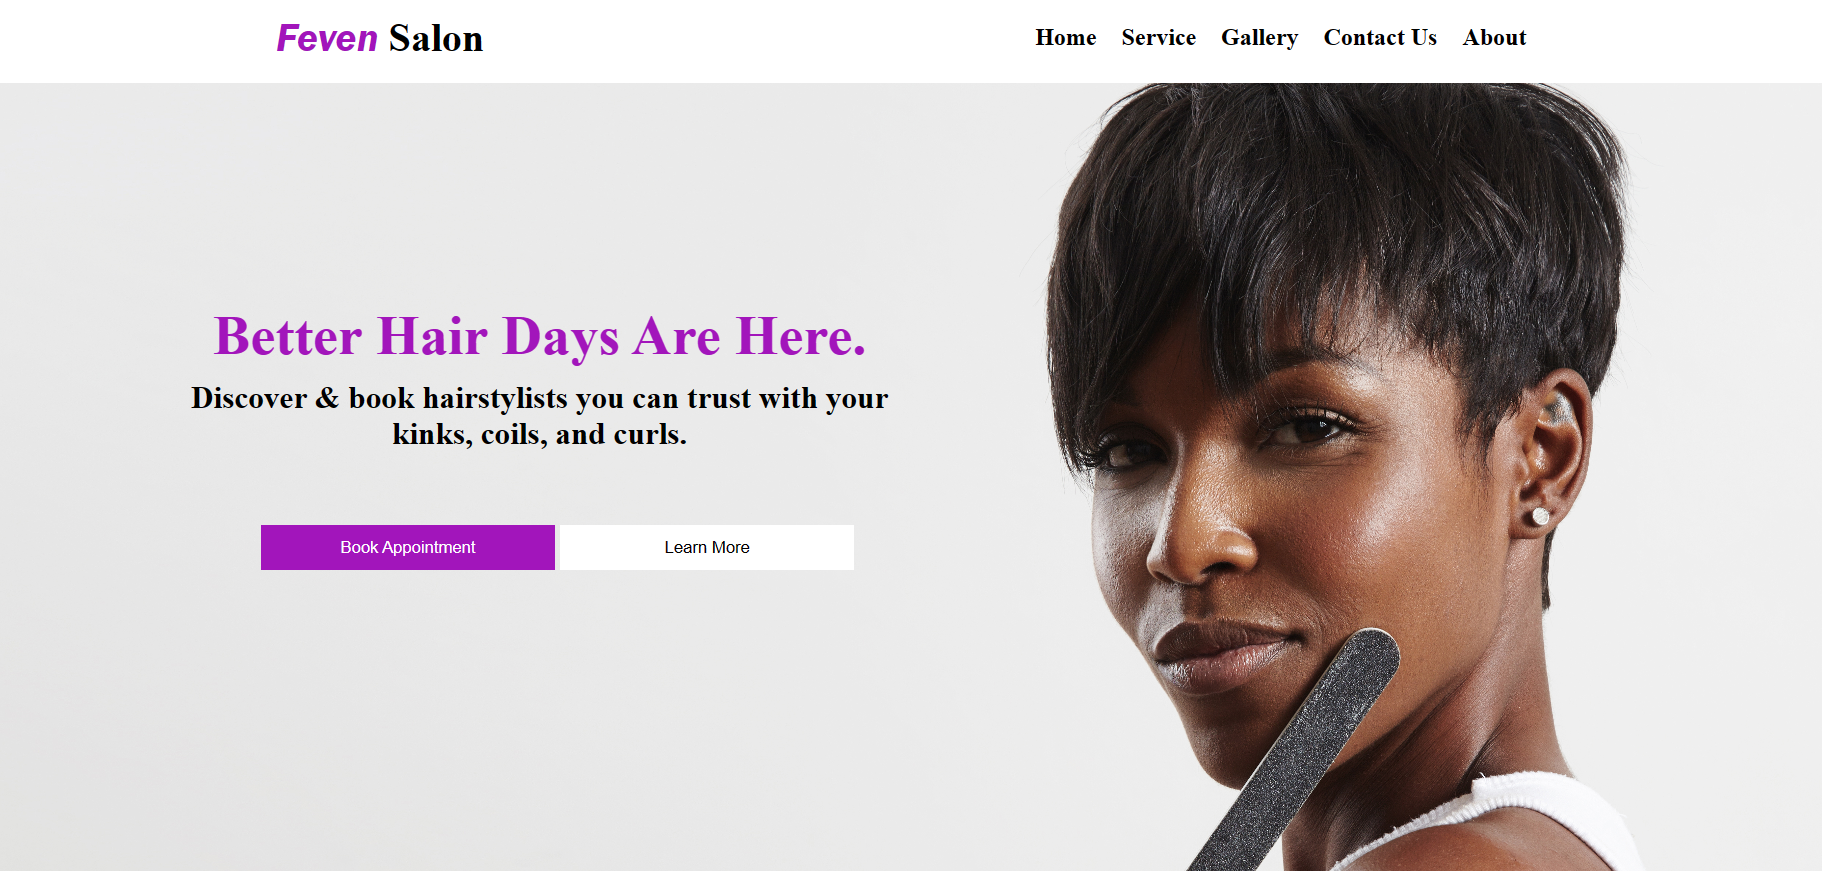 Feven Salon
Home Service Gallery Contact Us About
Better Hair Days Are Here.
Discover & book hairstylists you can trust with your
kinks, coils, and curls.
Book Appointment
Learn More